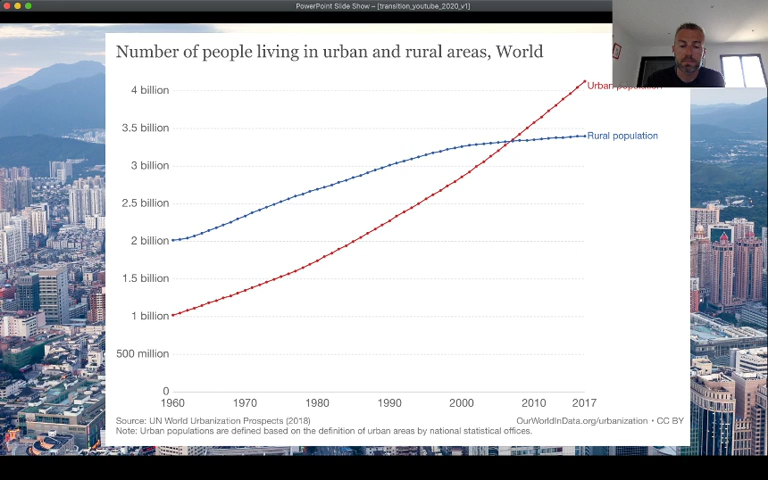 PowerPoint Slide Show – [transition_youtube_2020_v1]
Number of people living in urban and rural areas, World
4 billion
3.5 billion
3 billion
2.5 billion
2 billion
1.5 billion
1 billion
500 million
0
1960 1970 1980 1990 2000 2010 2017
Urban population
Rural population
Source: UN World Urbanization Prospects (2018)
OurWorldInData.org/urbanization • CC BY
Note: Urban populations are defined based on the definition of urban areas by national statistical offices.